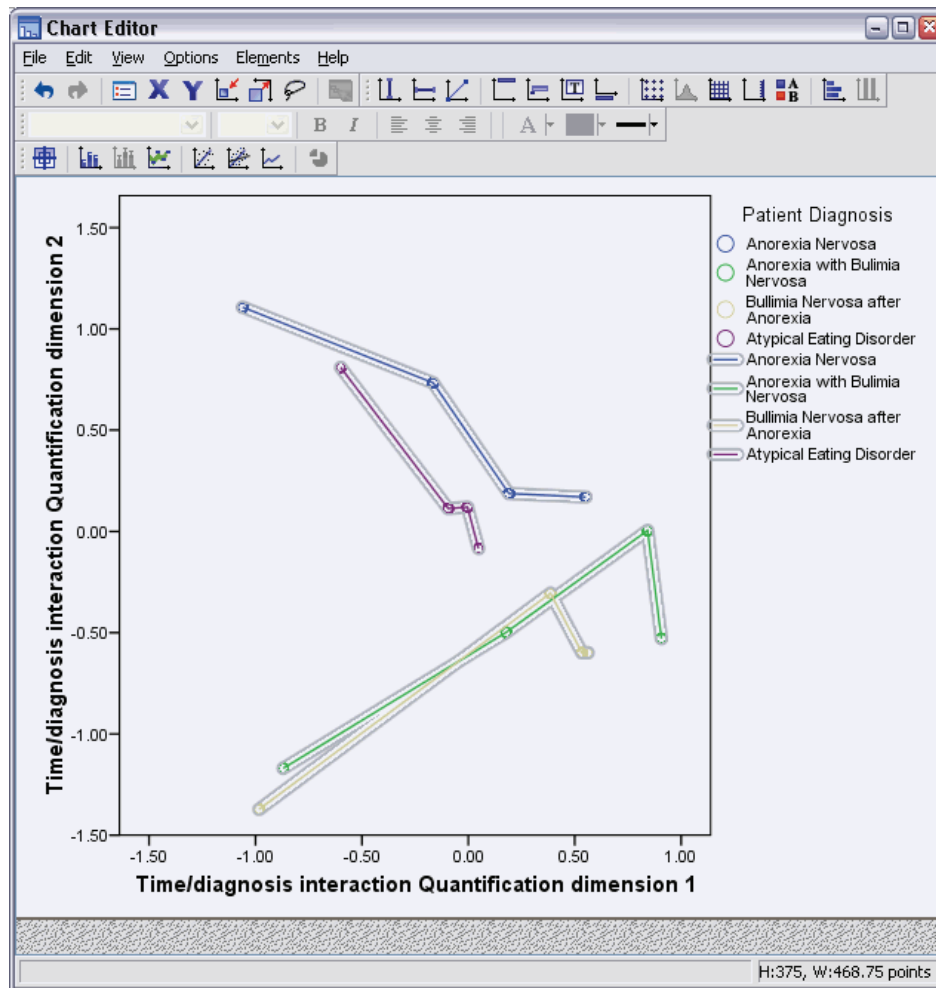 Chart Editor
File Edit View Options Elements Help
X Y T A B
B I A
Time/diagnosis interaction Quantification dimension 2
1.50
1.00
0.50
0.00
-0.50
-1.00
-1.50
-1.50 -1.00 -0.50 0.00 0.50 1.00
Time/diagnosis interaction Quantification dimension 1
Patient Diagnosis
Anorexia Nervosa
Anorexia with Bulimia
Nervosa
Bullimia Nervosa after
Anorexia
Atypical Eating Disorder
Anorexia Nervosa
Anorexia with Bulimia
Nervosa
Bullimia Nervosa after
Anorexia
Atypical Eating Disorder
H:375, W:468.75 points